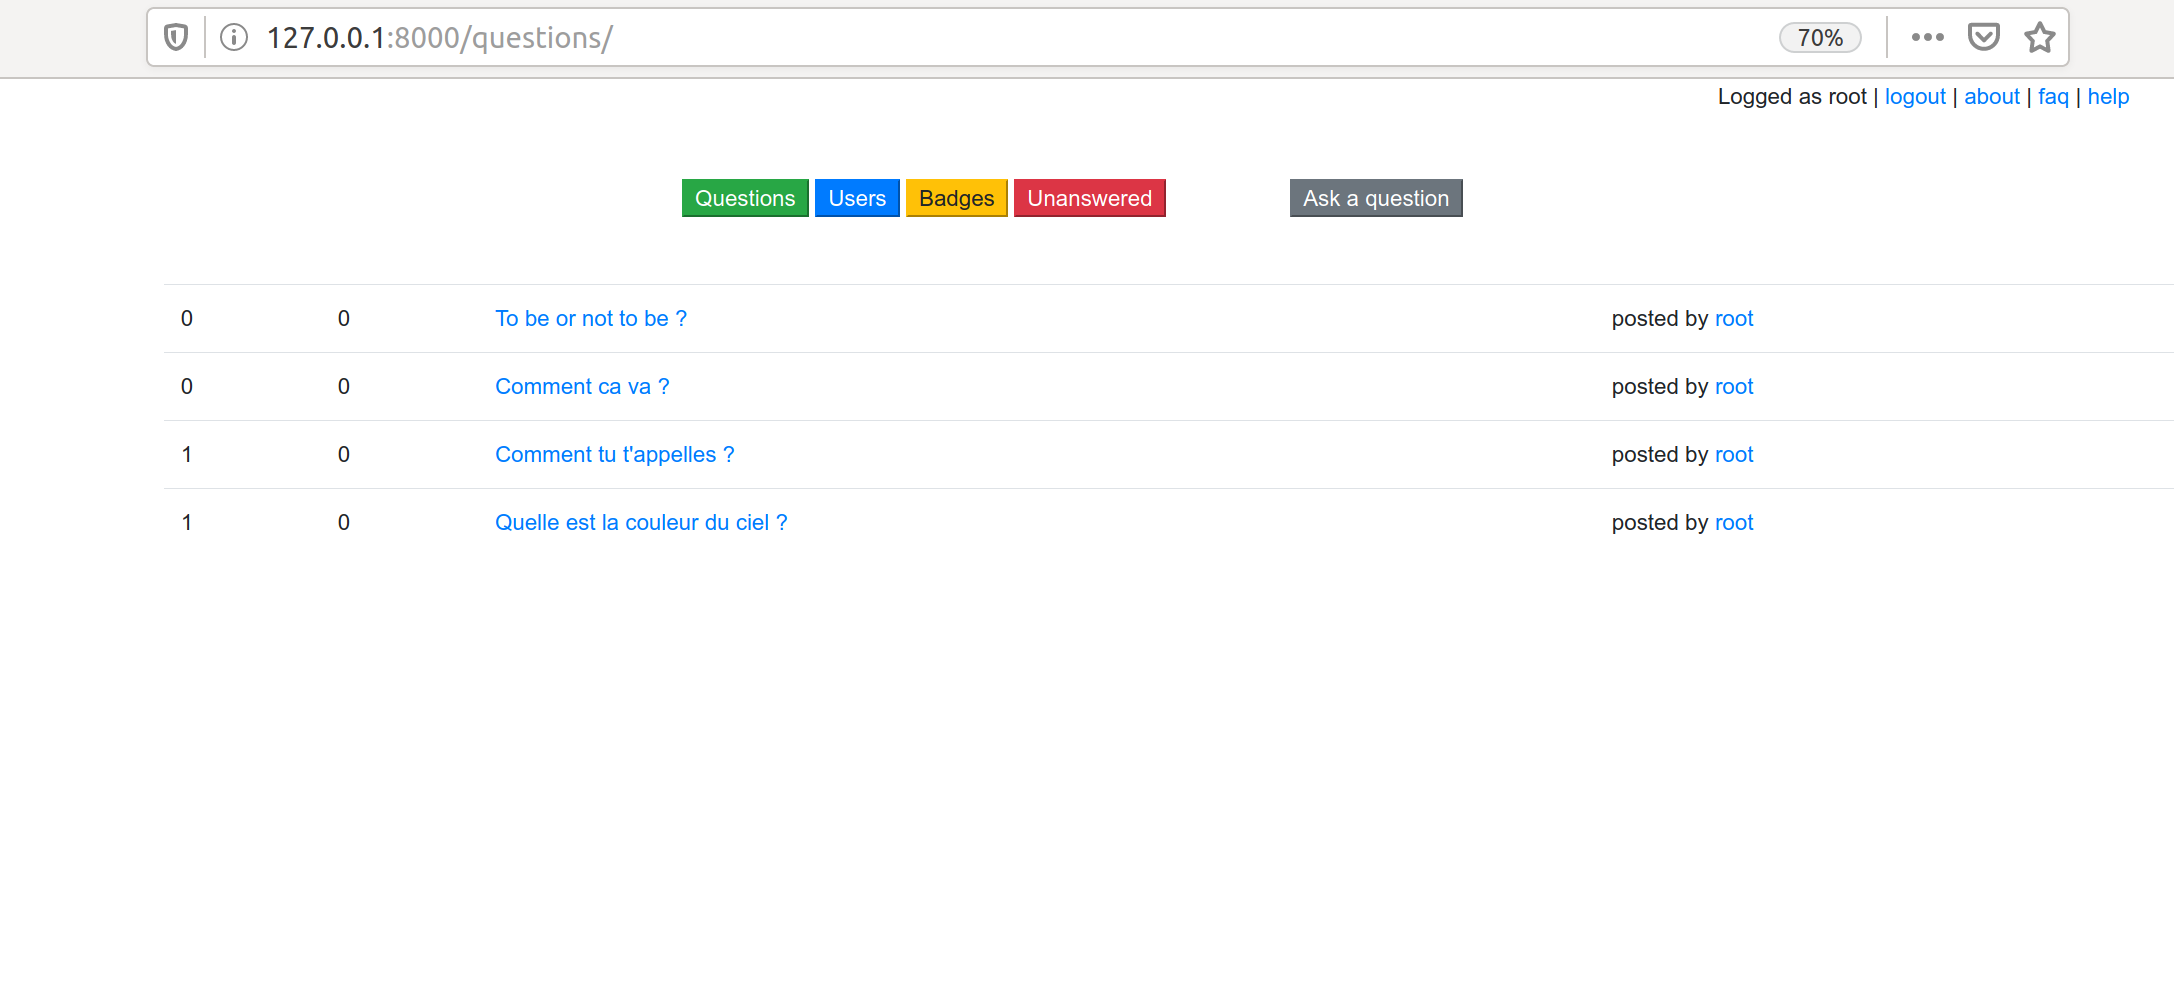 127.0.0.1:8000/questions/ 70%
Logged as root | logout | about | faq | help
Questions Users Badges Unanswered Ask a question
0 0 To be or not to be ? posted by root
0 0 Comment ca va ? posted by root
1 0 Comment tu t'appelles ? posted by root
1 0 Quelle est la couleur du ciel ? posted by root